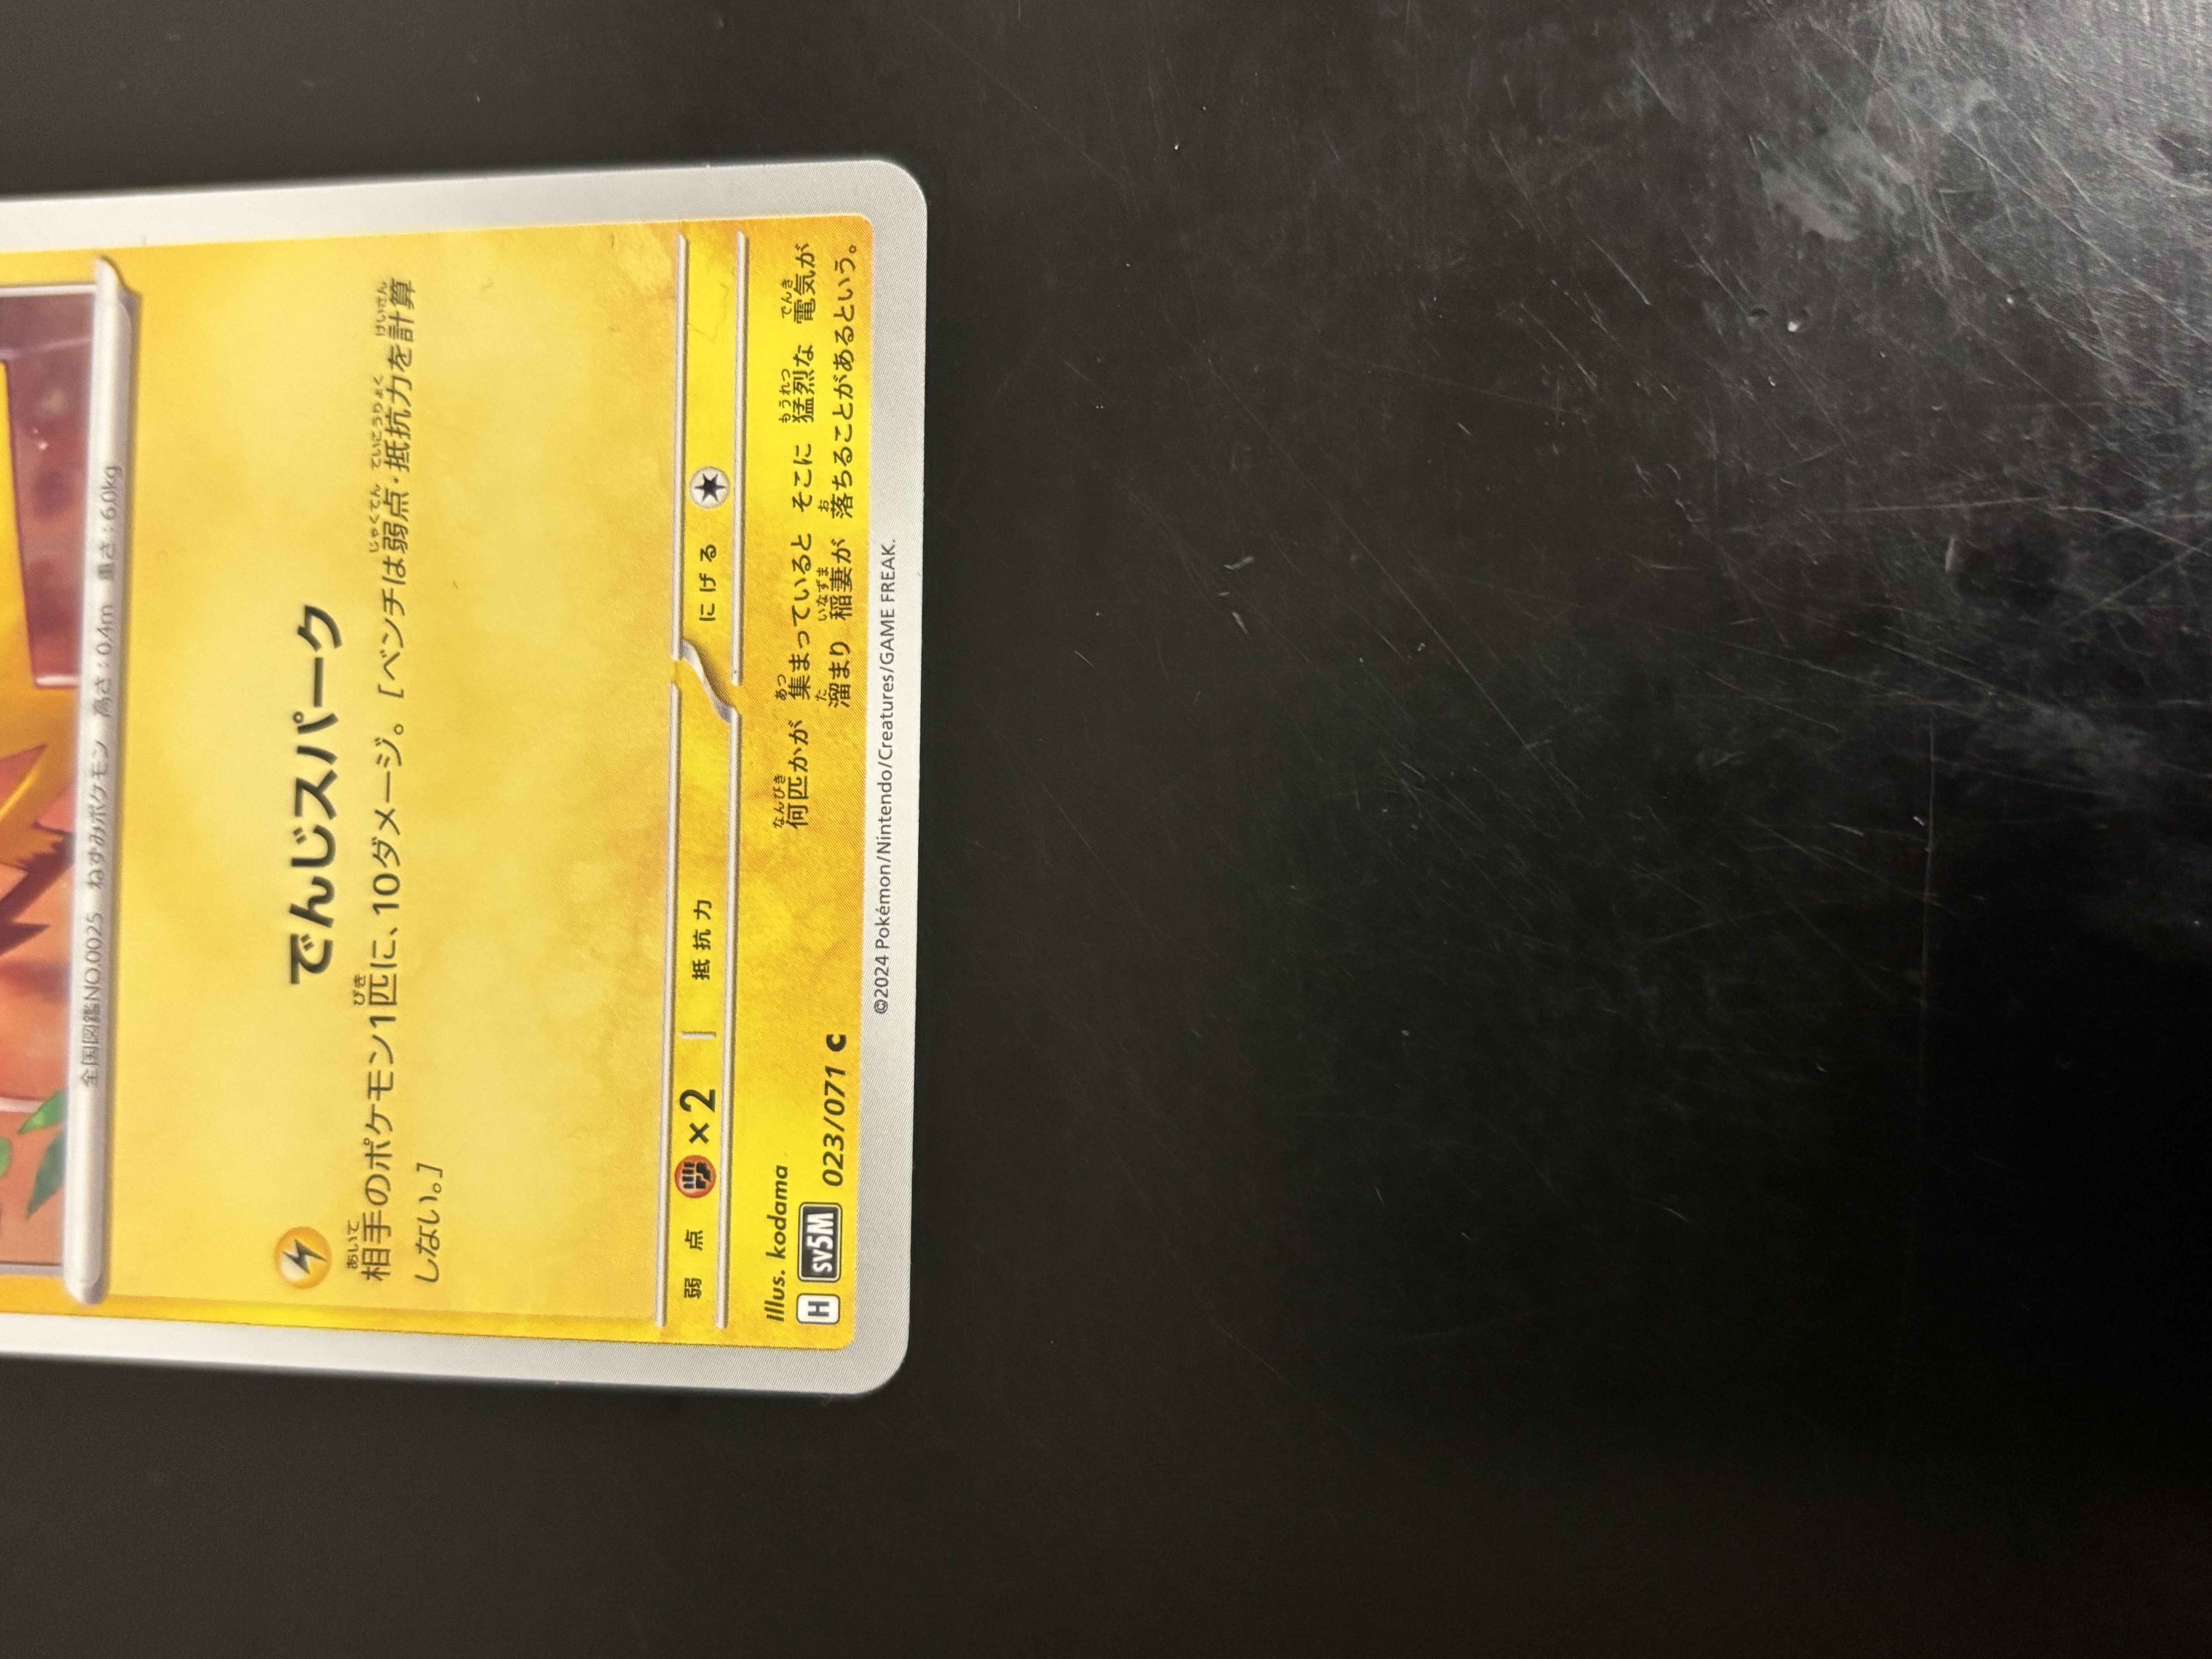 全国図鑑NO.0025 ねずみポケモン 高さ:0.4m 重さ:6.0kg
でんじスパーク
あいて びき じゃくてん ていこうりょく けいさん
相手のポケモン1匹に、10ダメージ。[ベンチは弱点・抵抗力を計算
しない。]
弱点 ×2 抵抗力 にげる
Illus. kodama
なんびき あつ もうれつ でんき
何匹かが 集まっていると そこに 猛烈な 電気が
た いなずま お
溜まり 稲妻が 落ちることがあるという。
H sv5M 023/071 C
©2024 Pokémon/Nintendo/Creatures/GAME FREAK.